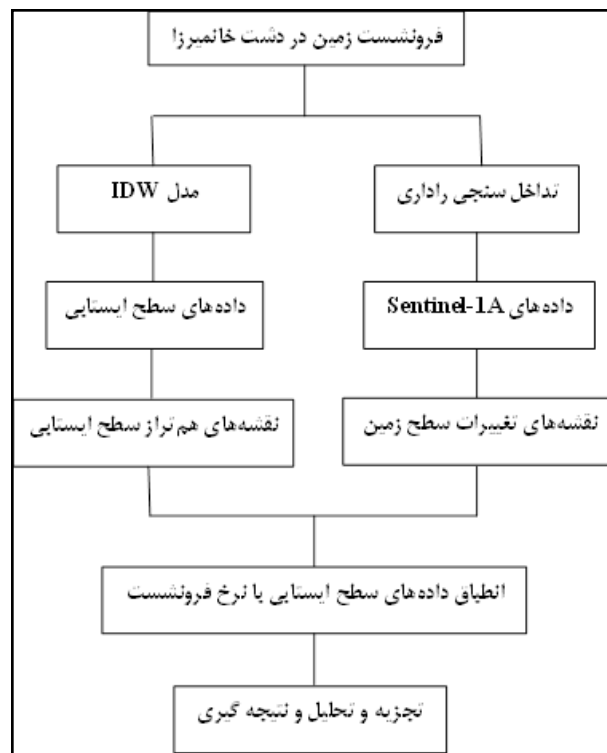 فرونشست زمین در دشت خانمیرزا
تداخل سنجی راداری
مدل IDW
داده‌های Sentinel-1A
داده‌های سطح ایستابی
نقشه‌های تغییرات سطح زمین
نقشه‌های هم‌تراز سطح ایستابی
انطباق داده‌های سطح ایستابی با نرخ فرونشست
تجزیه و تحلیل و نتیجه گیری